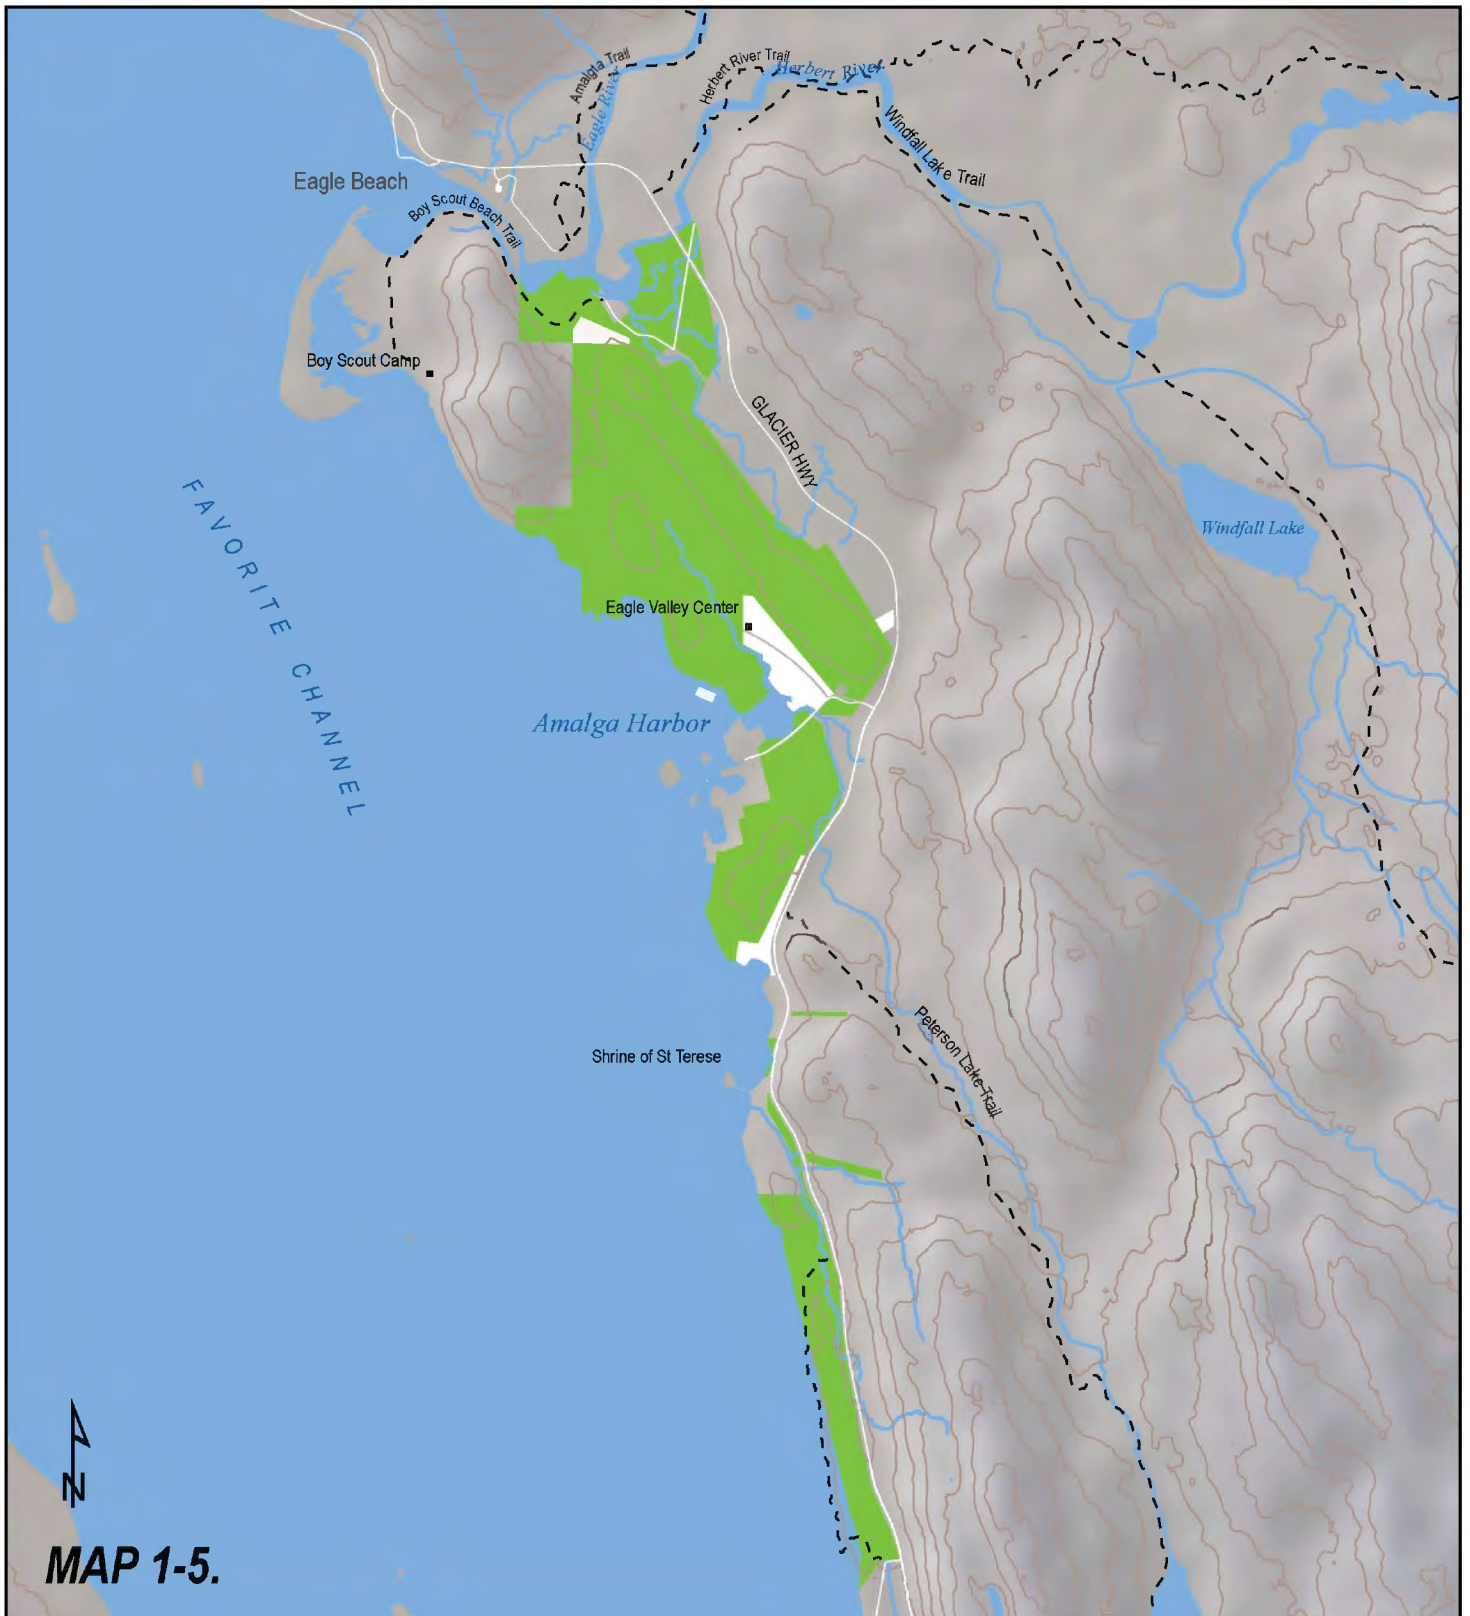 Amalgta Trail
Eagle River
Herbert River Trail
Herbert River
Windfall Lake Trail
Eagle Beach
Boy Scout Beach Trail
Boy Scout Camp
GLACIER HWY
FAVORITE CHANNEL
Windfall Lake
Eagle Valley Center
Amalga Harbor
Peterson Lake Trail
Shrine of St Terese
N
MAP 1-5.